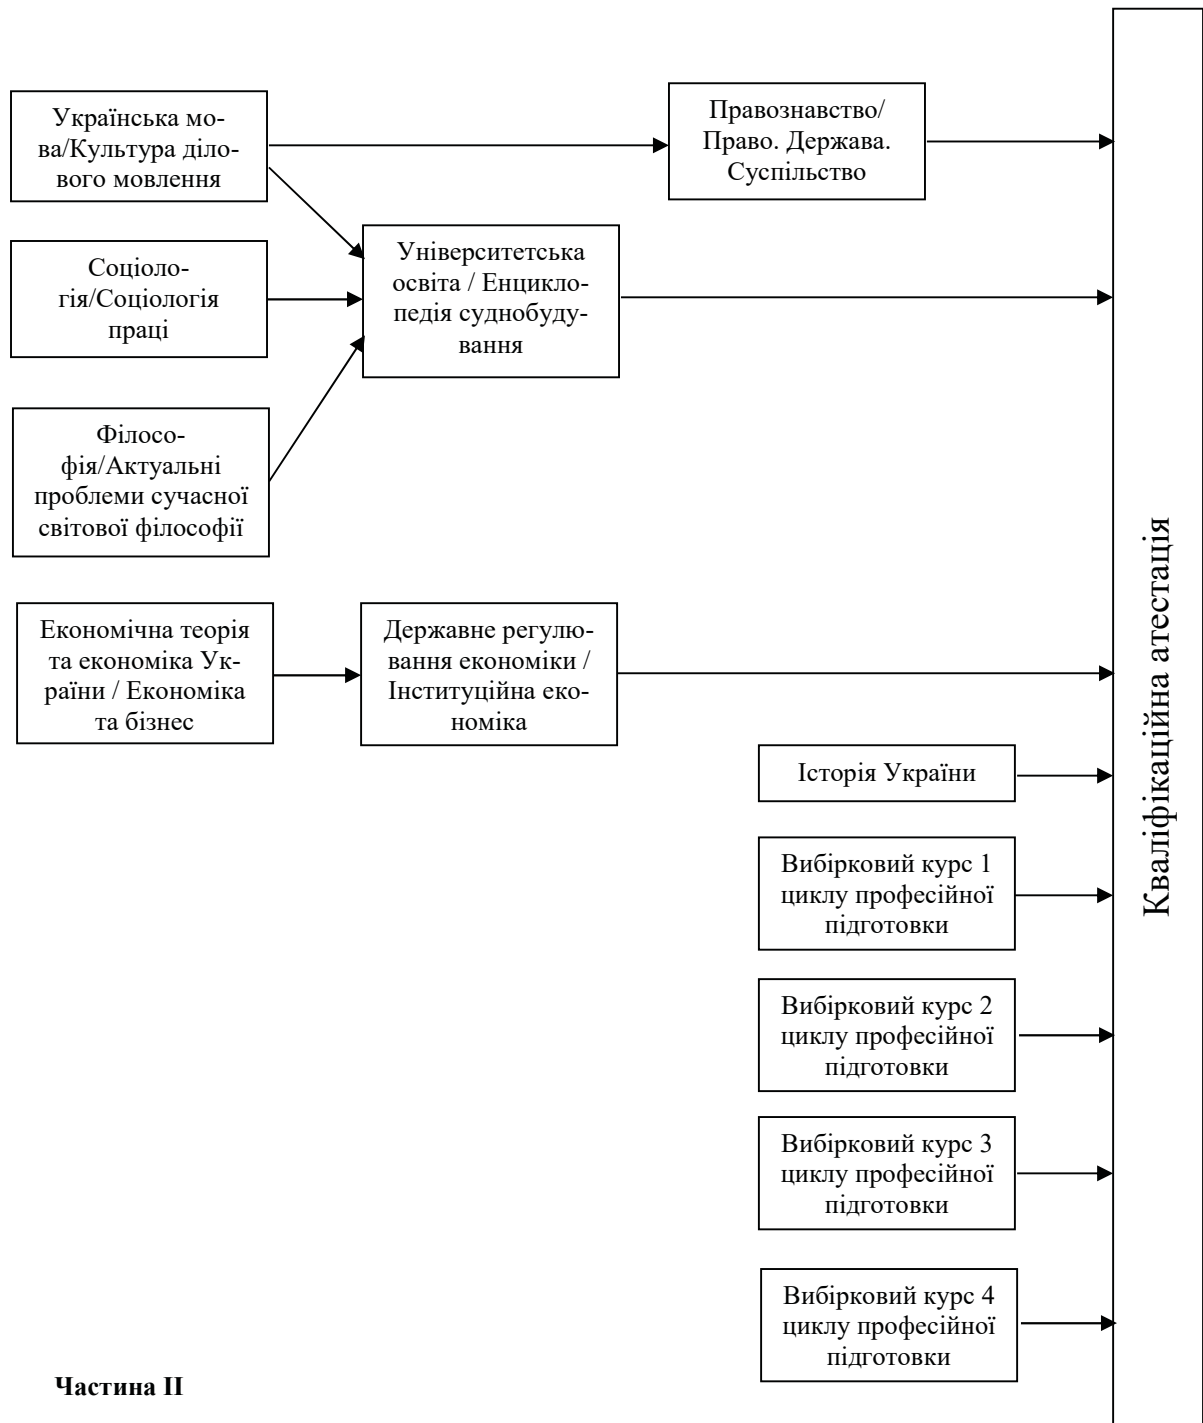 Українська мо-
ва/Культура діло-
вого мовлення
Правознавство/
Право. Держава.
Суспільство
Соціоло-
гія/Соціологія
праці
Університетська
освіта / Енцикло-
педія суднобуду-
вання
Філосо-
фія/Актуальні
проблеми сучасної
світової філософії
Економічна теорія
та економіка Ук-
раїни / Економіка
та бізнес
Державне регулю-
вання економіки /
Інституційна еко-
номіка
Історія України
Вибірковий курс 1
циклу професійної
підготовки
Вибірковий курс 2
циклу професійної
підготовки
Вибірковий курс 3
циклу професійної
підготовки
Вибірковий курс 4
циклу професійної
підготовки
Кваліфікаційна атестація
Частина ІІ